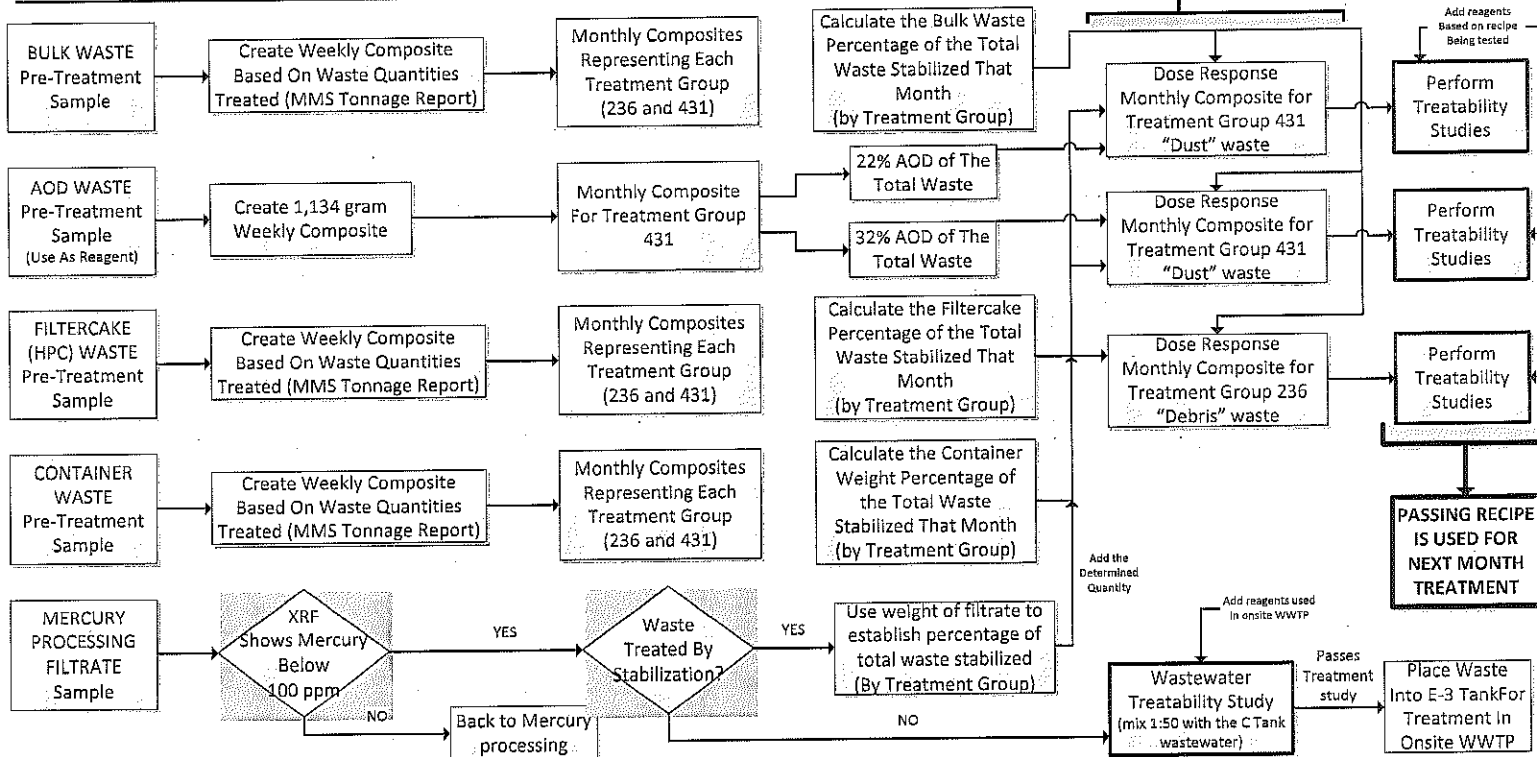 BULK WASTE
Pre-Treatment
Sample
Create Weekly Composite
Based On Waste Quantities
Treated (MMS Tonnage Report)
Monthly Composites
Representing Each
Treatment Group
(236 and 431)
Calculate the Bulk Waste
Percentage of the Total
Waste Stabilized That
Month
(by Treatment Group)
Dose Response
Monthly Composite for
Treatment Group 431
"Dust" waste
Add reagents
Based on recipe
Being tested
Perform
Treatability
Studies
AOD WASTE
Pre-Treatment
Sample
(Use As Reagent)
Create 1,134 gram
Weekly Composite
Monthly Composite
For Treatment Group
431
22% AOD of The
Total Waste
32% AOD of The
Total Waste
Dose Response
Monthly Composite for
Treatment Group 431
"Dust" waste
Perform
Treatability
Studies
FILTERCAKE
(HPC) WASTE
Pre-Treatment
Sample
Create Weekly Composite
Based On Waste Quantities
Treated (MMS Tonnage Report)
Monthly Composites
Representing Each
Treatment Group
(236 and 431)
Calculate the Filtercake
Percentage of the Total
Waste Stabilized That
Month
(by Treatment Group)
Dose Response
Monthly Composite for
Treatment Group 236
"Debris" waste
Perform
Treatability
Studies
CONTAINER
WASTE
Pre-Treatment
Sample
Create Weekly Composite
Based On Waste Quantities
Treated (MMS Tonnage Report)
Monthly Composites
Representing Each
Treatment Group
(236 and 431)
Calculate the Container
Weight Percentage of
the Total Waste
Stabilized That Month
(by Treatment Group)
PASSING RECIPE
IS USED FOR
NEXT MONTH
TREATMENT
MERCURY
PROCESSING
FILTRATE
Sample
XRF
Shows Mercury
Below
100 ppm
YES
NO
Back to Mercury
processing
Waste
Treated By
Stabilization?
YES
NO
Use weight of filtrate to
establish percentage of
total waste stabilized
(By Treatment Group)
Add the
Determined
Quantity
Add reagents used
in onsite WWTP
Wastewater
Treatability Study
(mix 1:50 with the C Tank
wastewater)
Passes
Treatment
study
Place Waste
Into E-3 TankFor
Treatment In
Onsite WWTP